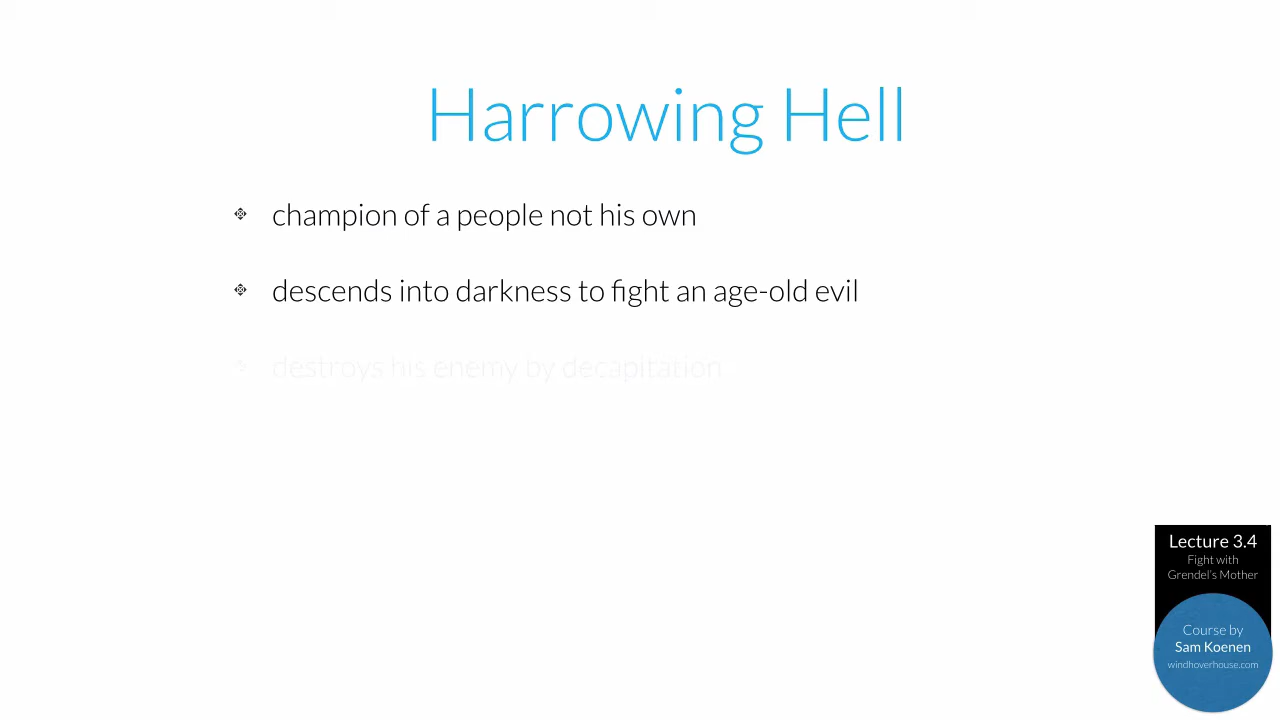 Harrowing Hell
champion of a people not his own
descends into darkness to fight an age-old evil
destroys his enemy by decapitation
Lecture 3.4
Fight with
Grendel's Mother
Course by
Sam Koenen
windhoverhouse.com